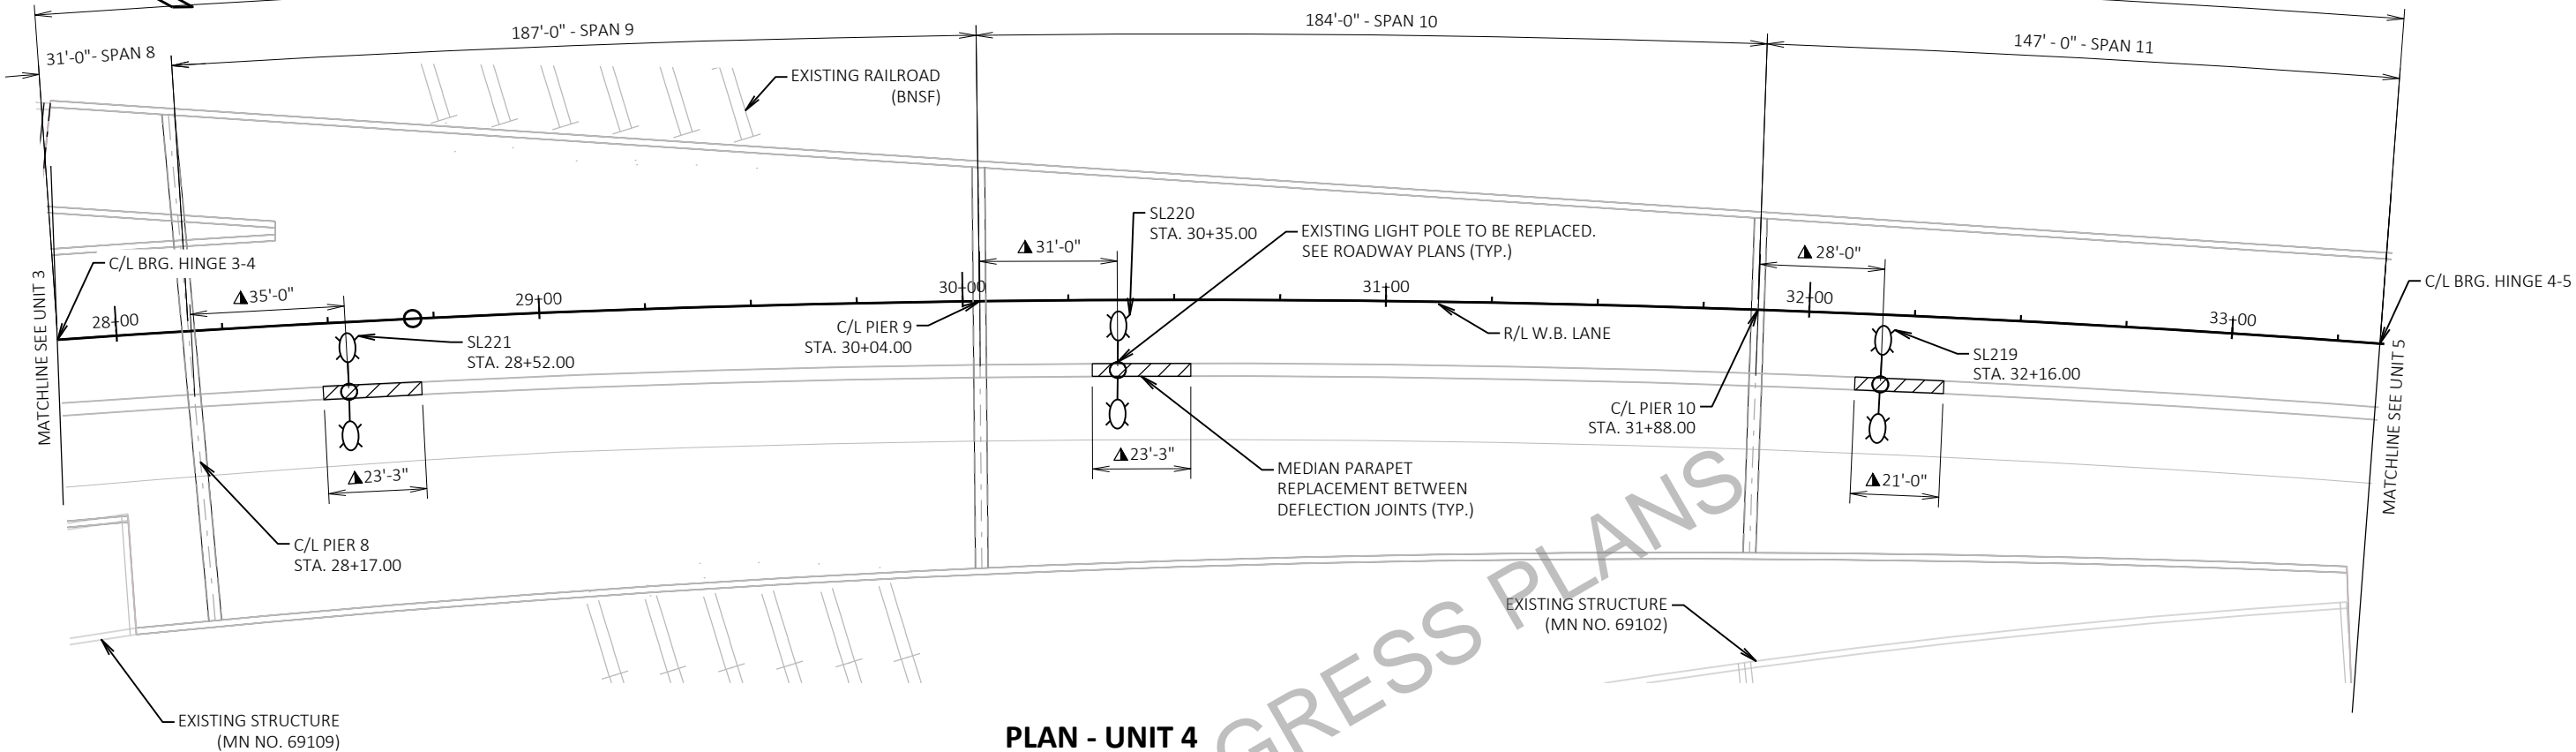 31'-0"- SPAN 8
187'-0" - SPAN 9
184'-0" - SPAN 10
147' - 0" - SPAN 11
EXISTING RAILROAD
(BNSF)
SL220
STA. 30+35.00
EXISTING LIGHT POLE TO BE REPLACED.
SEE ROADWAY PLANS (TYP.)
31'-0"
28'-0"
C/L BRG. HINGE 3-4
C/L BRG. HINGE 4-5
35'-0"
28+00
29+00
30+00
31+00
32+00
33+00
MATCHLINE SEE UNIT 3
SL221
STA. 28+52.00
C/L PIER 9
STA. 30+04.00
R/L W.B. LANE
SL219
STA. 32+16.00
C/L PIER 10
STA. 31+88.00
MATCHLINE SEE UNIT 5
23'-3"
23'-3"
21'-0"
MEDIAN PARAPET
REPLACEMENT BETWEEN
DEFLECTION JOINTS (TYP.)
C/L PIER 8
STA. 28+17.00
EXISTING STRUCTURE
(MN NO. 69102)
EXISTING STRUCTURE
(MN NO. 69109)
GRESS PLANS
PLAN - UNIT 4